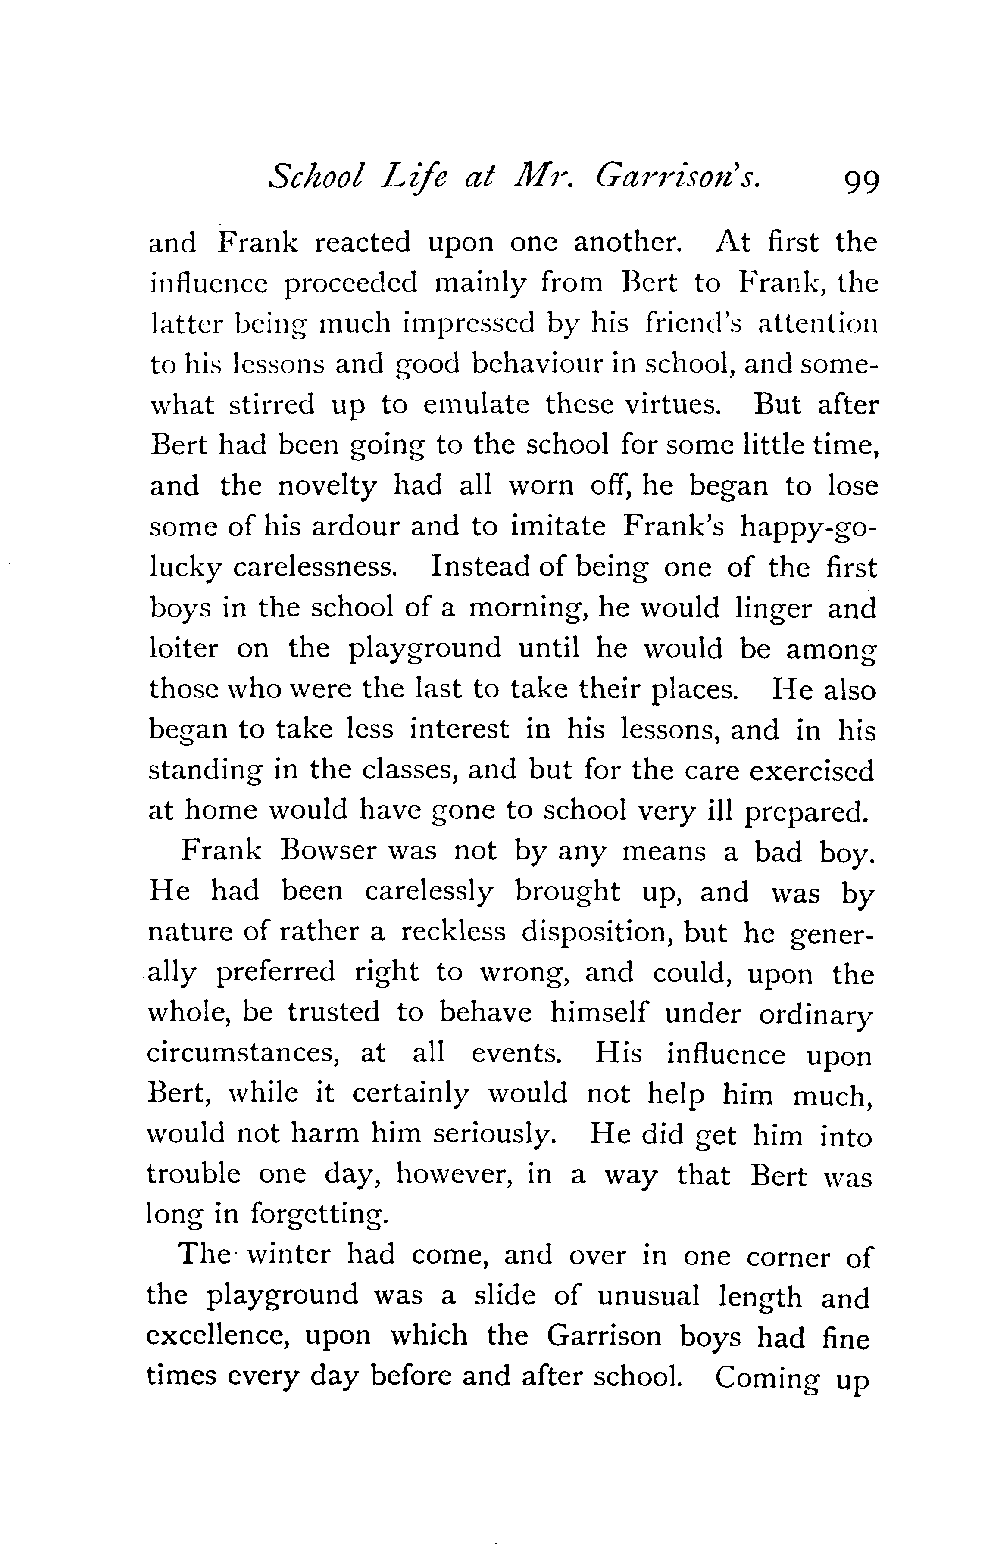 School Life at Mr. Garrison's. 99
and Frank reacted upon one another. At first the
influence proceeded mainly from Bert to Frank, the
latter being much impressed by his friend's attention
to his lessons and good behaviour in school, and some-
what stirred up to emulate these virtues. But after
Bert had been going to the school for some little time,
and the novelty had all worn off, he began to lose
some of his ardour and to imitate Frank's happy-go-
lucky carelessness. Instead of being one of the first
boys in the school of a morning, he would linger and
loiter on the playground until he would be among
those who were the last to take their places. He also
began to take less interest in his lessons, and in his
standing in the classes, and but for the care exercised
at home would have gone to school very ill prepared.
Frank Bowser was not by any means a bad boy.
He had been carelessly brought up, and was by
nature of rather a reckless disposition, but he gener-
ally preferred right to wrong, and could, upon the
whole, be trusted to behave himself under ordinary
circumstances, at all events. His influence upon
Bert, while it certainly would not help him much,
would not harm him seriously. He did get him into
trouble one day, however, in a way that Bert was
long in forgetting.
The winter had come, and over in one corner of
the playground was a slide of unusual length and
excellence, upon which the Garrison boys had fine
times every day before and after school. Coming up